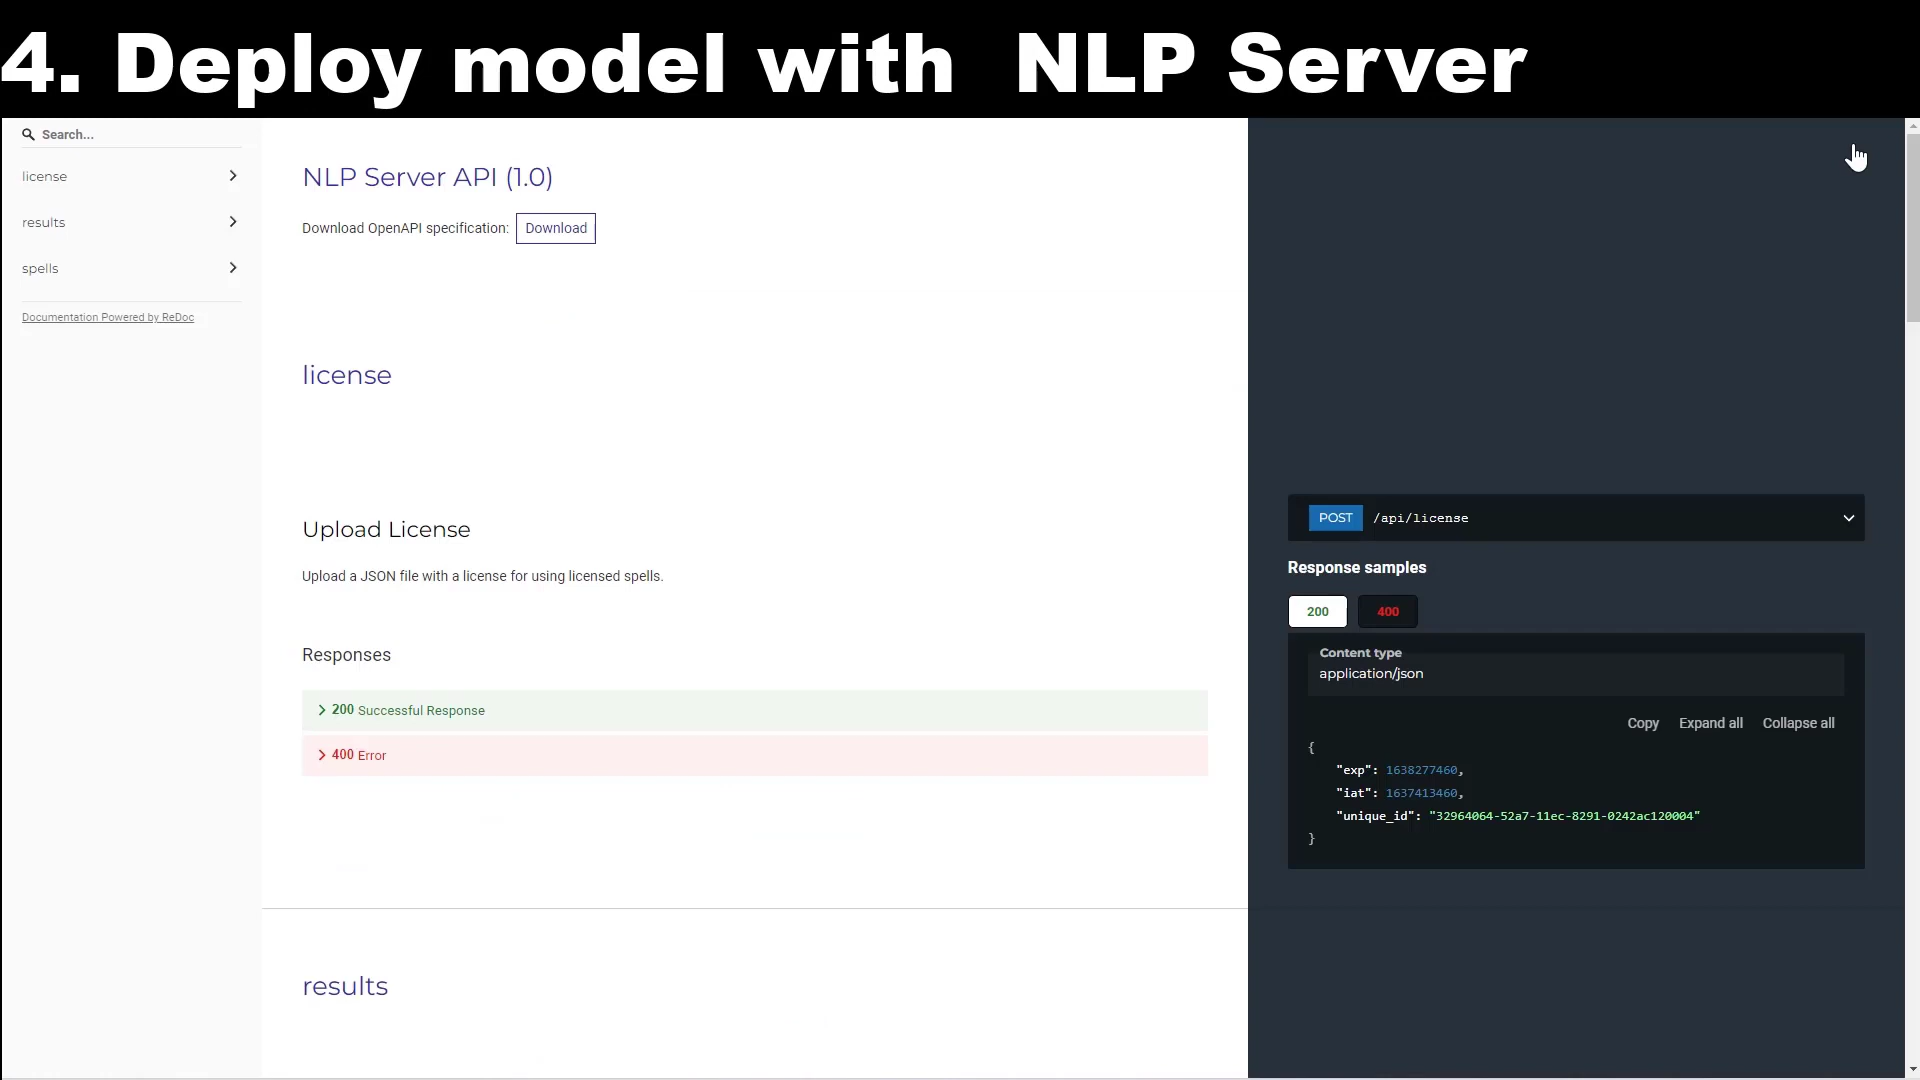 4. Deploy model with  NLP Server
Search...
license
results
spells
Documentation Powered by ReDoc
NLP Server API (1.0)
Download OpenAPI specification: Download
license
Upload License
Upload a JSON file with a license for using licensed spells.
Responses
200 Successful Response
400 Error
results
POST /api/license
Response samples
200 400
Content type
application/json
Copy Expand all Collapse all
{
"exp": 1638277460,
"iat": 1637413460,
"unique_id": "32964064-52a7-11ec-8291-0242ac120004"
}